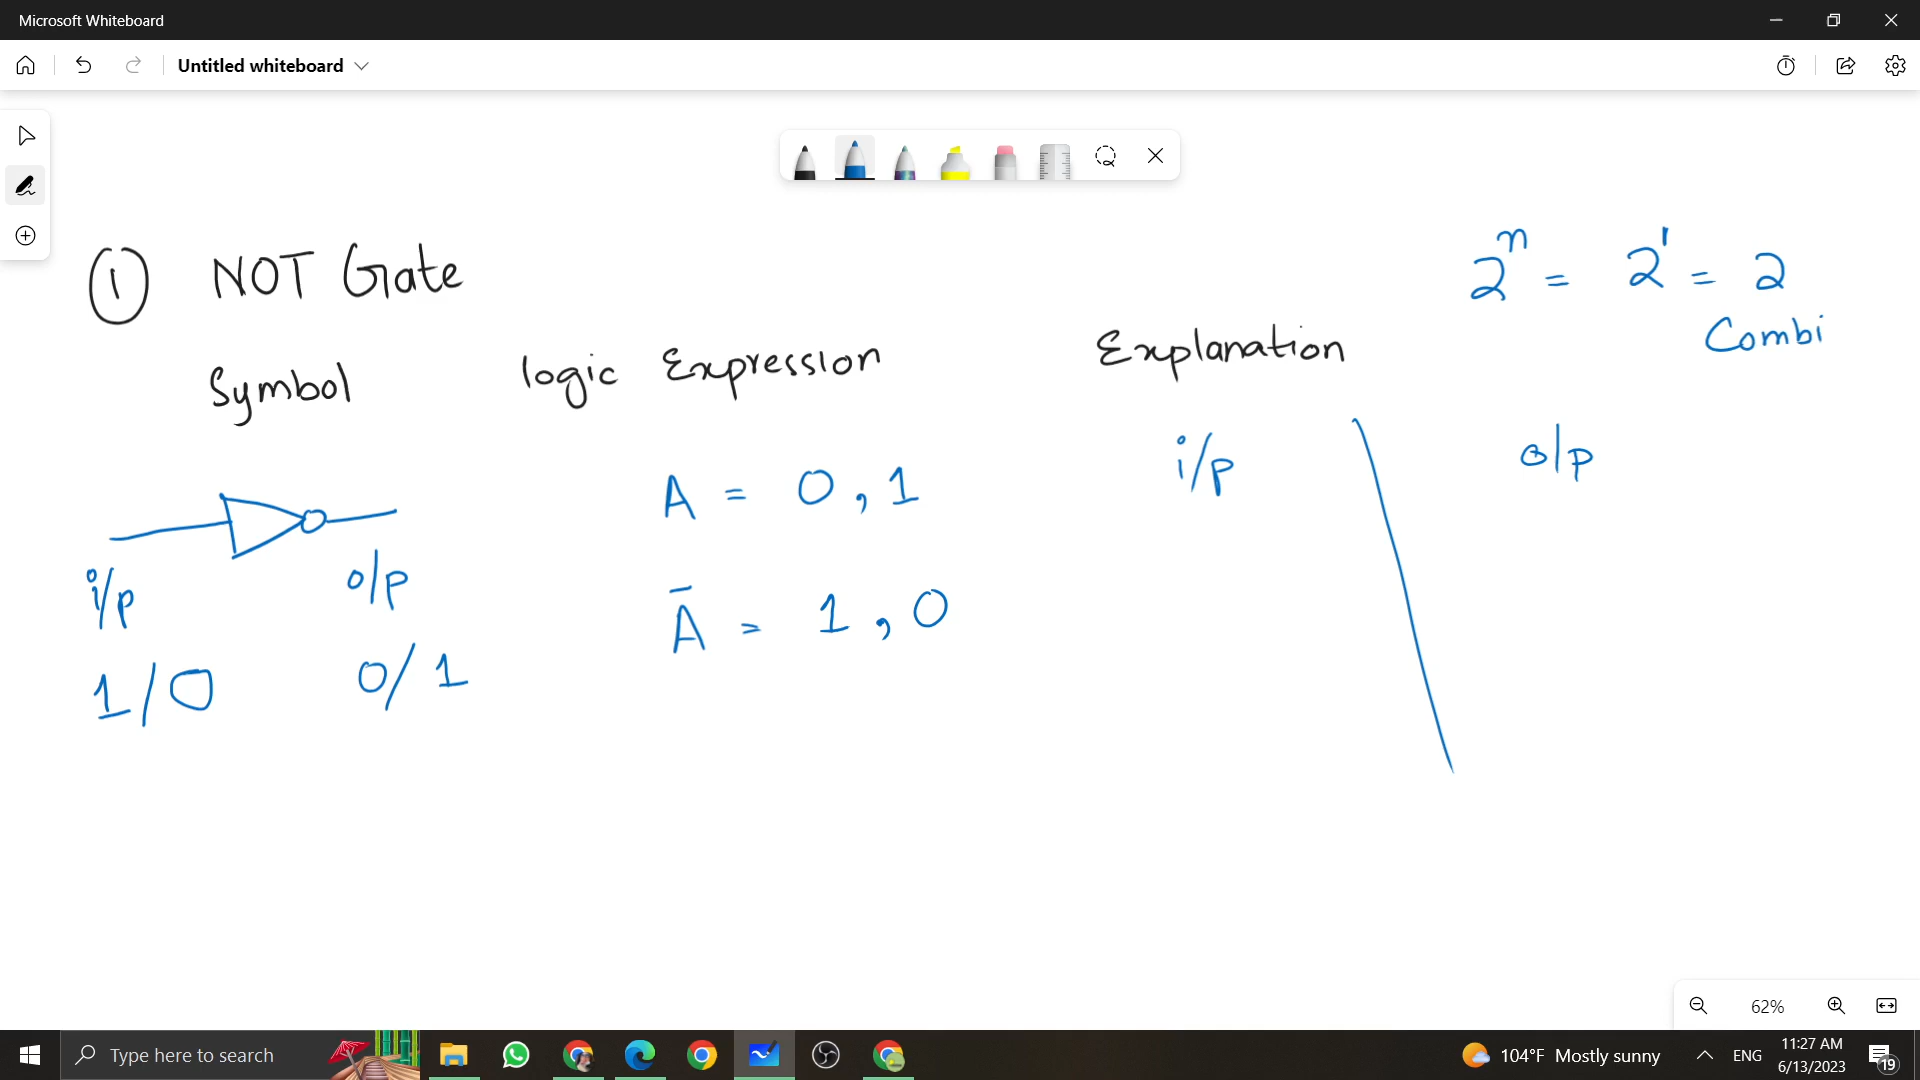 Microsoft Whiteboard
Untitled whiteboard
① NOT Gate
2ⁿ = 2¹ = 2
Combi
Symbol logic Expression Explanation
i/p o/p
A = 0 , 1
i/p o/p
Ā = 1 , 0
1/0 0/1
62%
Type here to search
104°F Mostly sunny
ENG
11:27 AM
6/13/2023
19